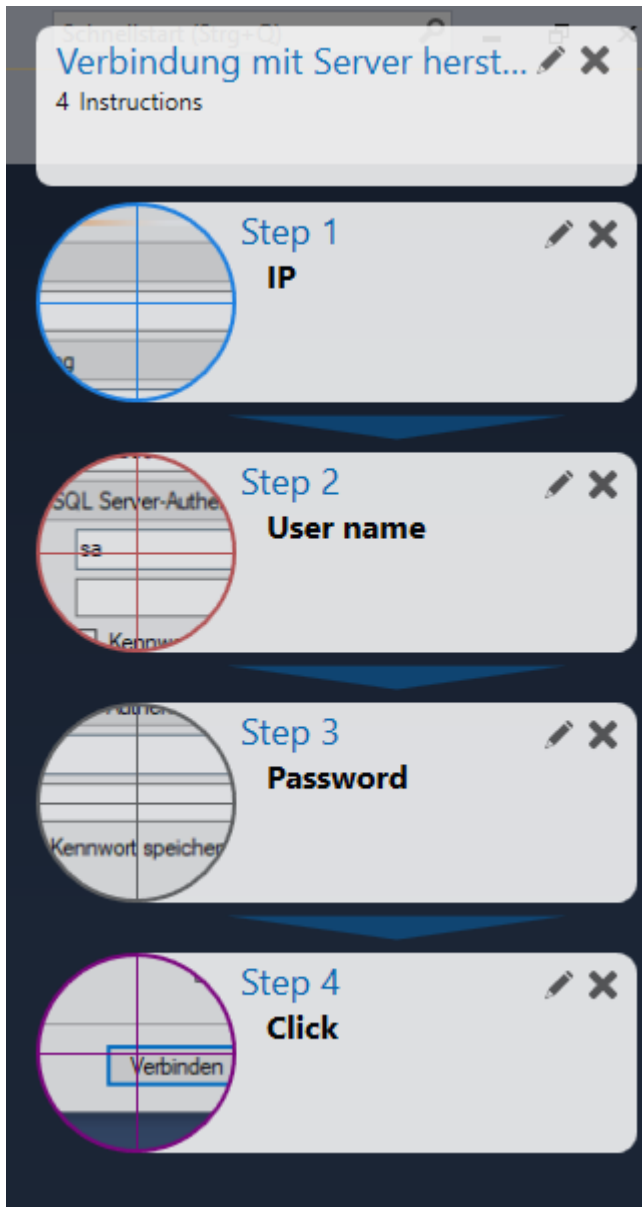 Schnellstart (Strg+Q)
Verbindung mit Server herst...
4 Instructions
Step 1
IP
Step 2
SQL Server-Authe
User name
sa
Step 3
Password
Kennwort speicher
Step 4
Click
Verbinden